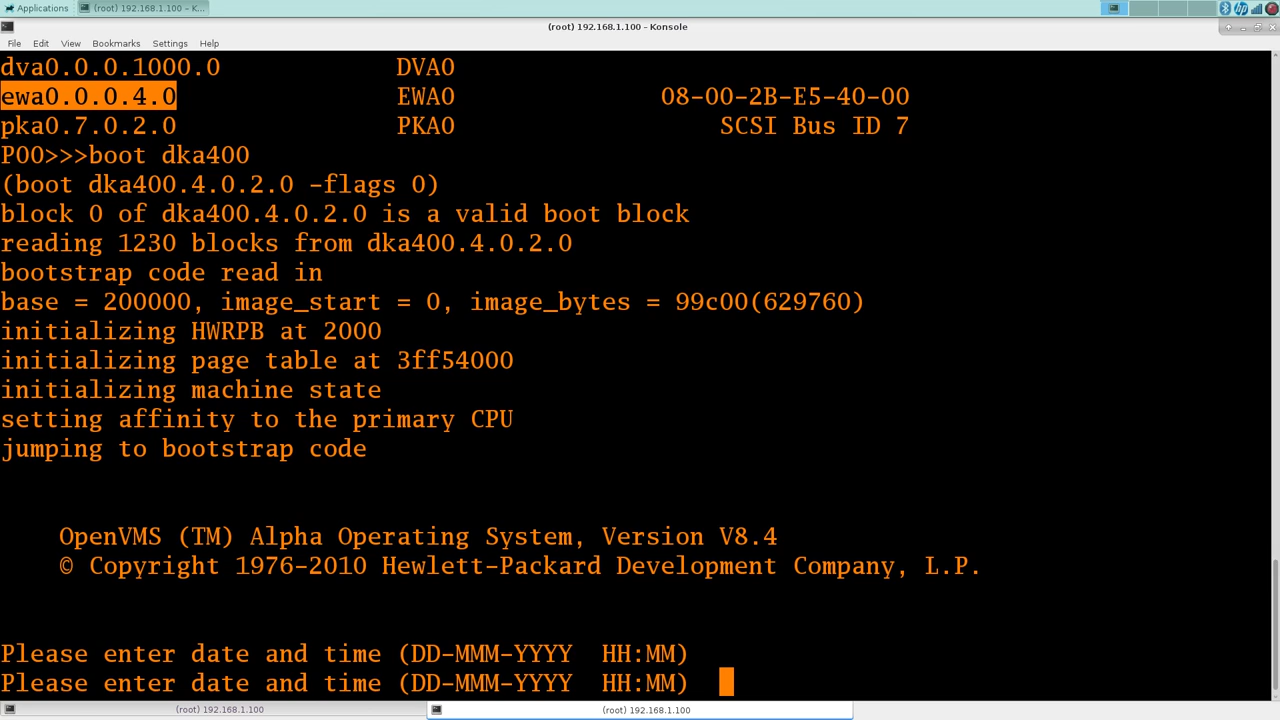 Applications (root) 192.168.1.100 – K...
(root) 192.168.1.100 – Konsole
File Edit View Bookmarks Settings Help
dva0.0.0.1000.0 DVA0
ewa0.0.0.4.0 EWA0 08-00-2B-E5-40-00
pka0.7.0.2.0 PKA0 SCSI Bus ID 7
P00>>>boot dka400
(boot dka400.4.0.2.0 -flags 0)
block 0 of dka400.4.0.2.0 is a valid boot block
reading 1230 blocks from dka400.4.0.2.0
bootstrap code read in
base = 200000, image_start = 0, image_bytes = 99c00(629760)
initializing HWRPB at 2000
initializing page table at 3ff54000
initializing machine state
setting affinity to the primary CPU
jumping to bootstrap code
OpenVMS (TM) Alpha Operating System, Version V8.4
© Copyright 1976-2010 Hewlett-Packard Development Company, L.P.
Please enter date and time (DD-MMM-YYYY HH:MM)
Please enter date and time (DD-MMM-YYYY HH:MM)
(root) 192.168.1.100 (root) 192.168.1.100